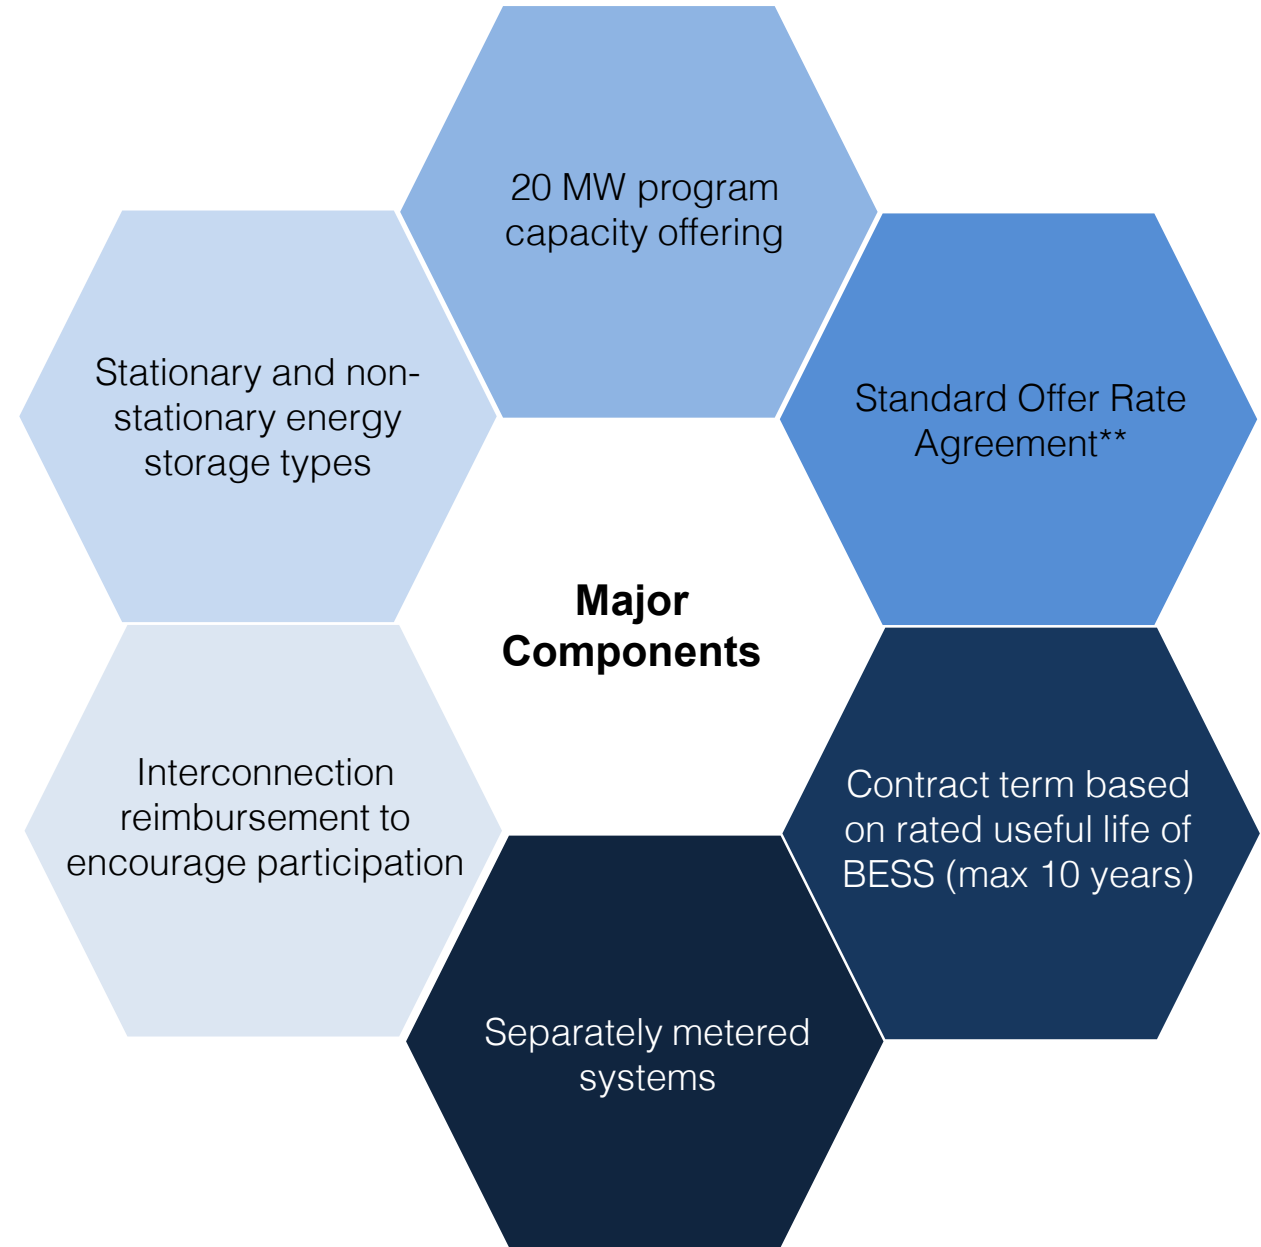 20 MW program
capacity offering
Standard Offer Rate
Agreement**
Contract term based
on rated useful life of
BESS (max 10 years)
Separately metered
systems
Interconnection
reimbursement to
encourage participation
Stationary and non-
stationary energy
storage types
Major
Components